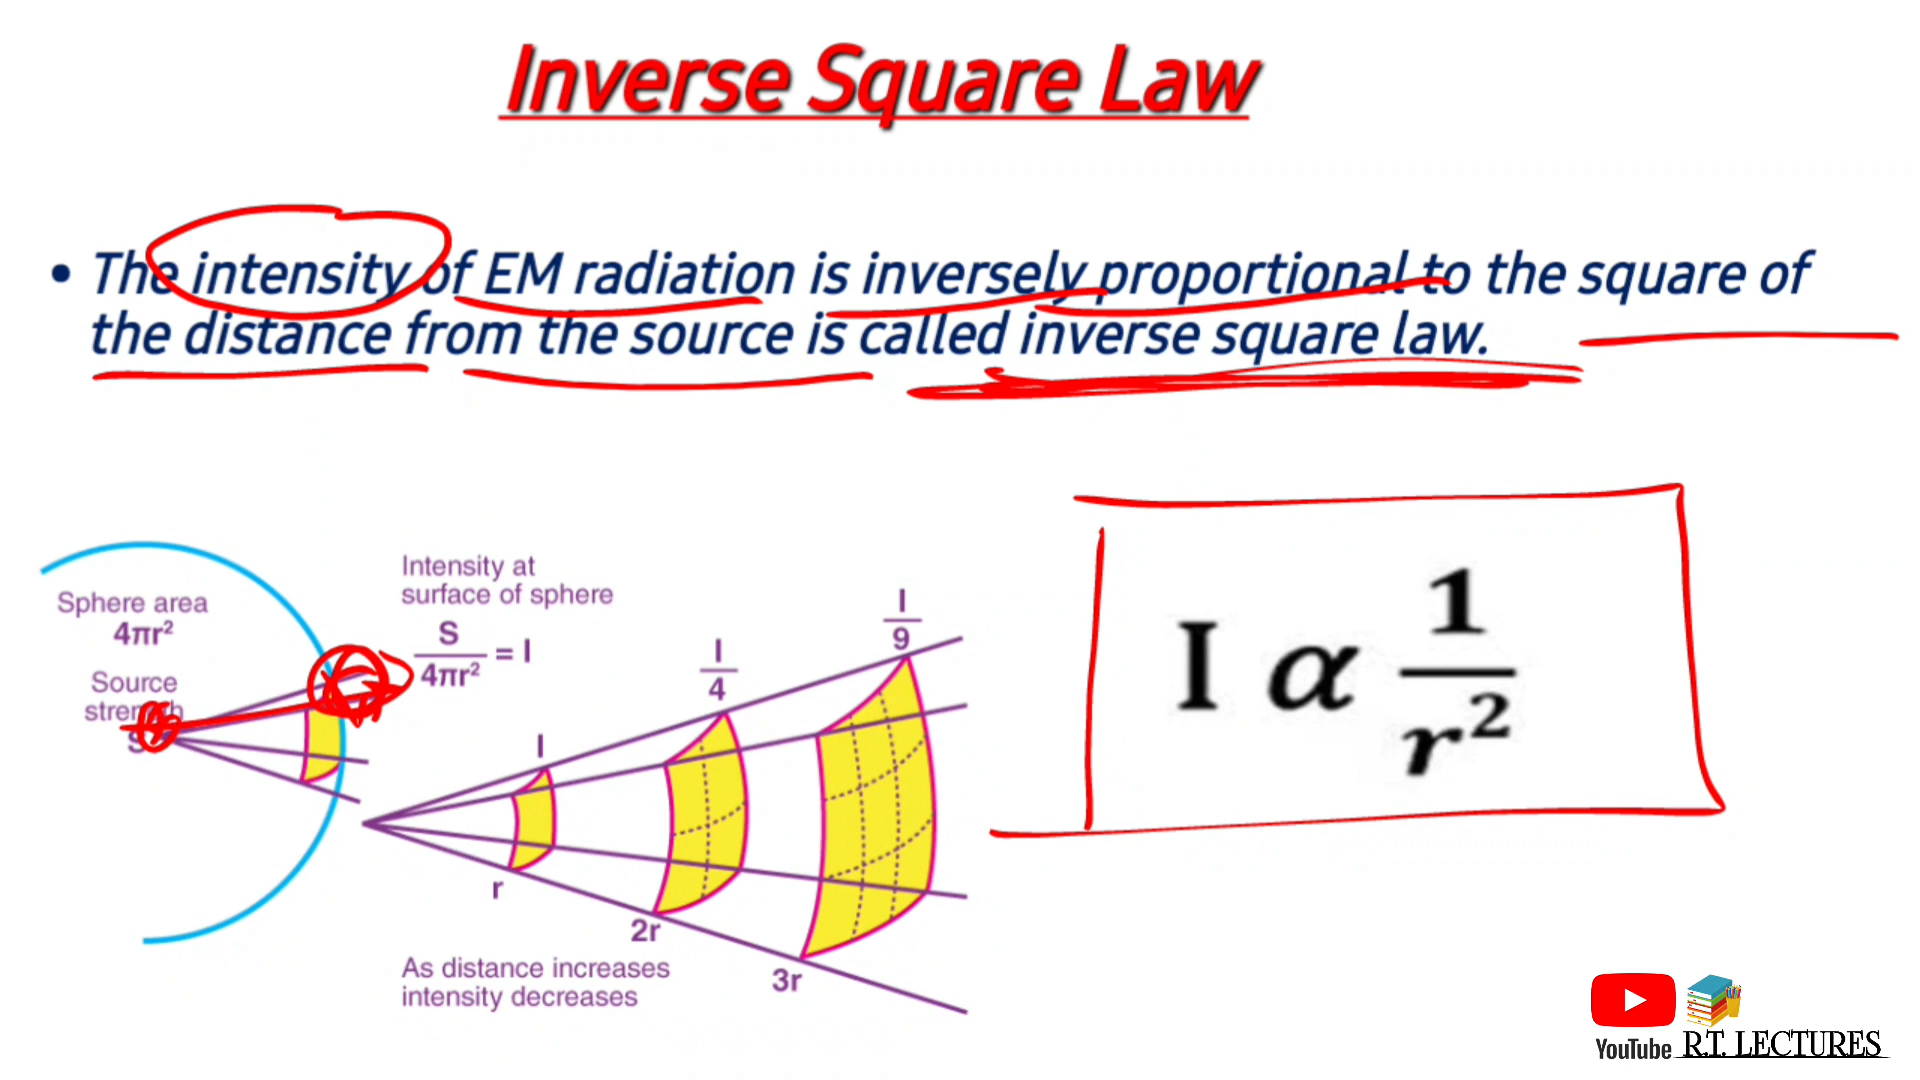 Inverse Square Law
• The intensity of EM radiation is inversely proportional to the square of
the distance from the source is called inverse square law.
Sphere area
4πr²
Source
strength
S
Intensity at
surface of sphere
S
4πr²
= I
I
I
4
I
9
r
2r
3r
As distance increases
intensity decreases
I α 1
r²
YouTube R.T. LECTURES